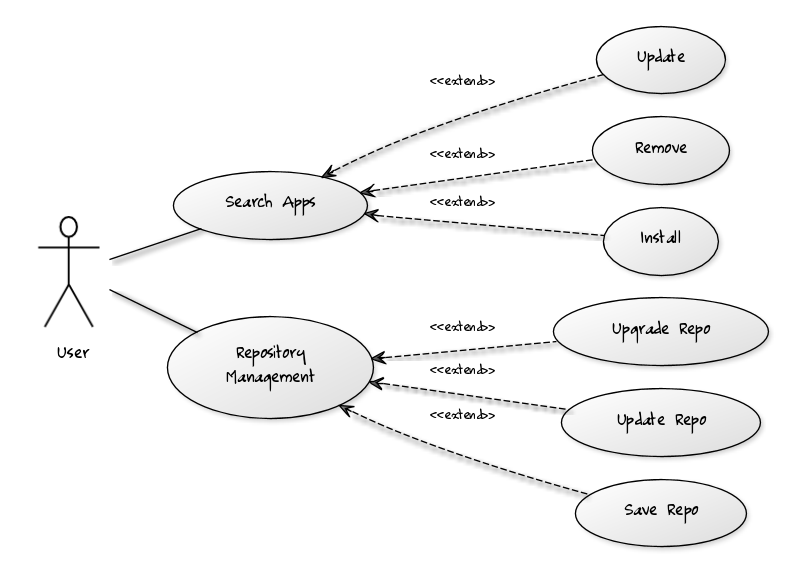 Update
<<extend>>
Remove
<<extend>>
Search Apps
<<extend>>
Install
User
<<extend>>
Upgrade Repo
Repository
Management
<<extend>>
Update Repo
<<extend>>
Save Repo